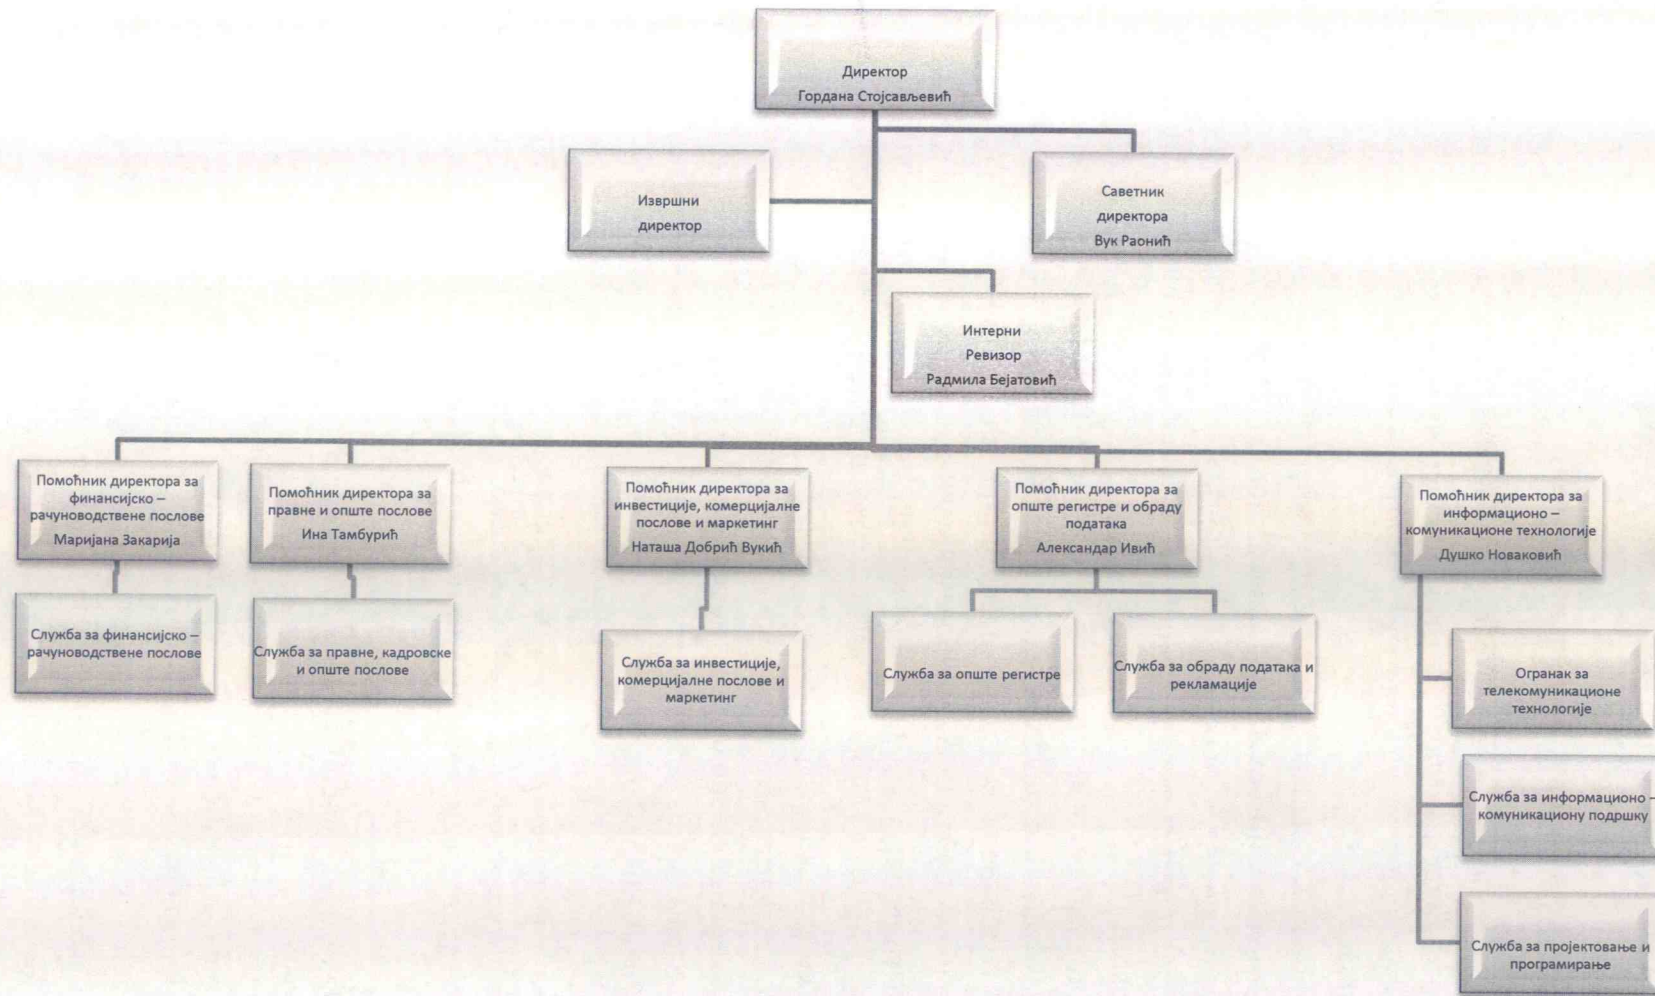 Директор
Гордана Стојсављевић
Извршни
директор
Саветник
директора
Вук Раонић
Интерни
Ревизор
Радмила Бејатовић
Помоћник директора за
финансијско –
рачуноводствене послове
Маријана Закарија
Помоћник директора за
правне и опште послове
Ина Тамбурић
Помоћник директора за
инвестиције, комерцијалне
послове и маркетинг
Наташа Добрић Вукић
Помоћник директора за
опште регистре и обраду
података
Александар Ивић
Помоћник директора за
информационо –
комуникационе технологије
Душко Новаковић
Служба за финансијско –
рачуноводствене послове
Служба за правне, кадровске
и опште послове
Служба за инвестиције,
комерцијалне послове и
маркетинг
Служба за опште регистре
Служба за обраду података и
рекламације
Огранак за
телекомуникационе
технологије
Служба за информационо –
комуникациону подршку
Служба за пројектовање и
програмирање